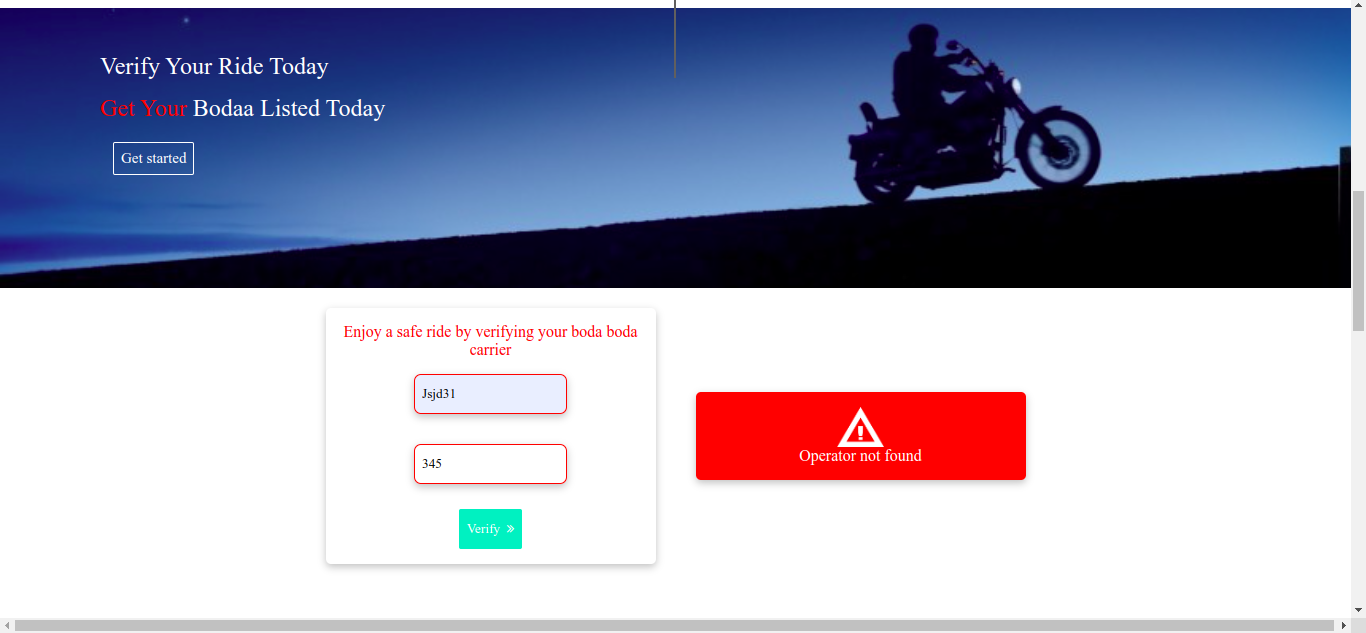 Verify Your Ride Today
Get Your Bodaa Listed Today
Get started
Enjoy a safe ride by verifying your boda boda
carrier
Jsjd31
345
Verify »
Operator not found